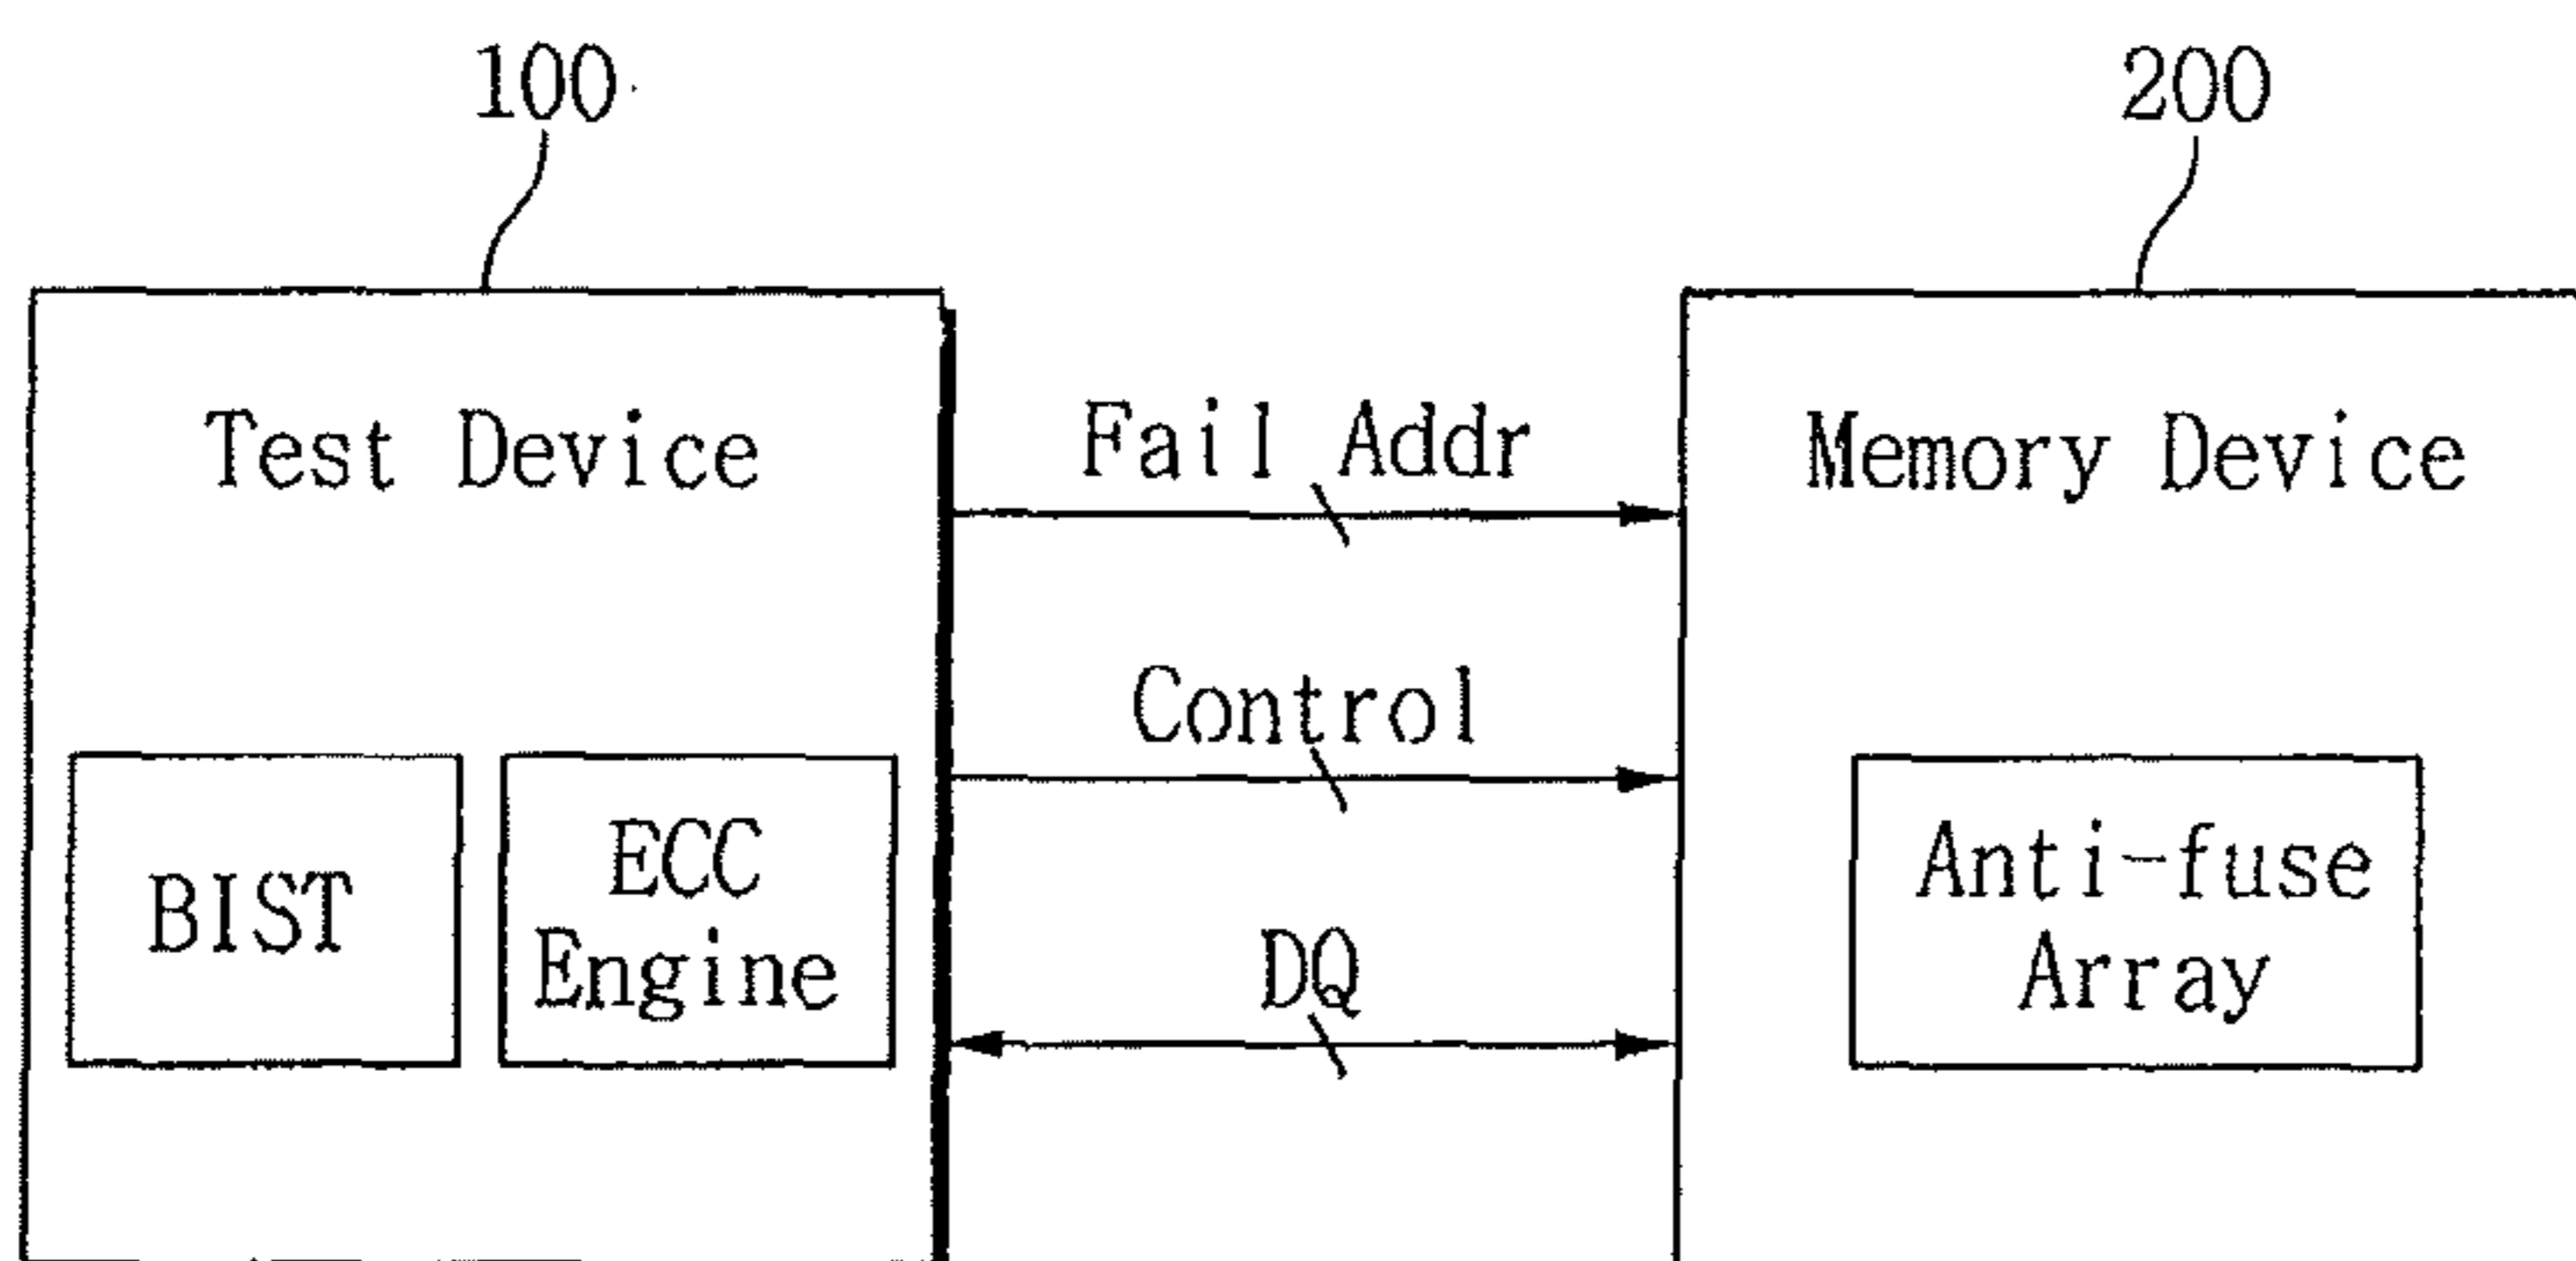 100
200
Test Device
Fail Addr
Memory Device
Control
BIST
ECC
Engine
DQ
Anti-fuse
Array